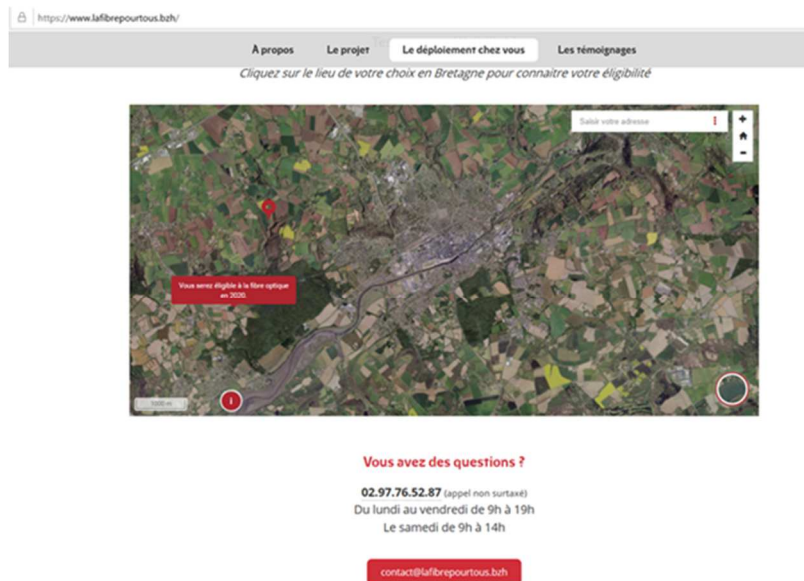 https://www.lafibrepourtous.bzh/
A propos Le projet Le déploiement chez vous Les témoignages
Cliquez sur le lieu de votre choix en Bretagne pour connaitre votre éligibilité
Saisir votre adresse
+
-
Vous serez éligible à la fibre optique
en 2020.
1000 m
i
Vous avez des questions ?
02.97.76.52.87 (appel non surtaxé)
Du lundi au vendredi de 9h à 19h
Le samedi de 9h à 14h
contact@lafibrepourtous.bzh